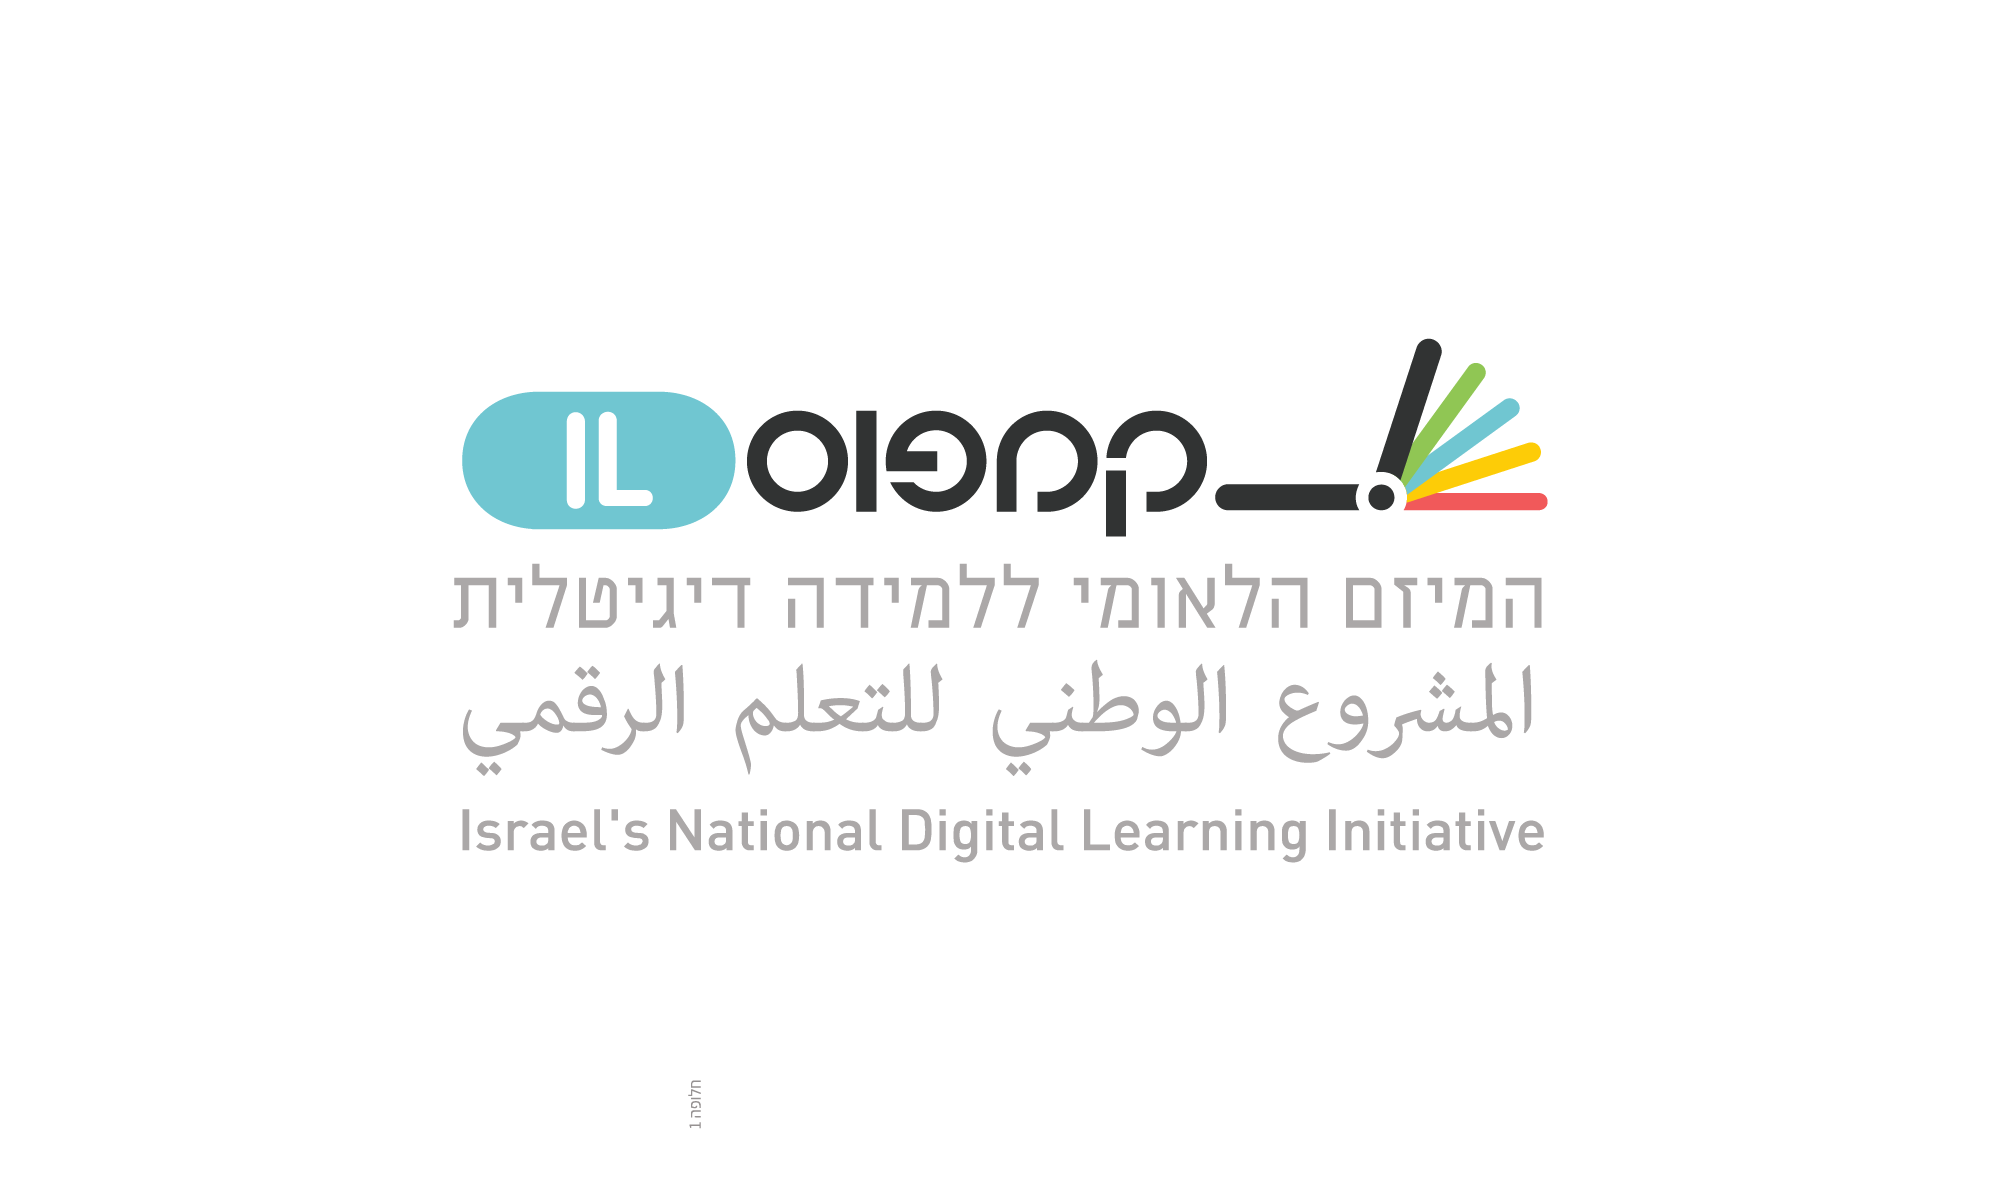 קמפוס IL
המיזם הלאומי ללמידה דיגיטלית
المشروع الوطني للتعلم الرقمي
Israel's National Digital Learning Initiative
חלופה 1